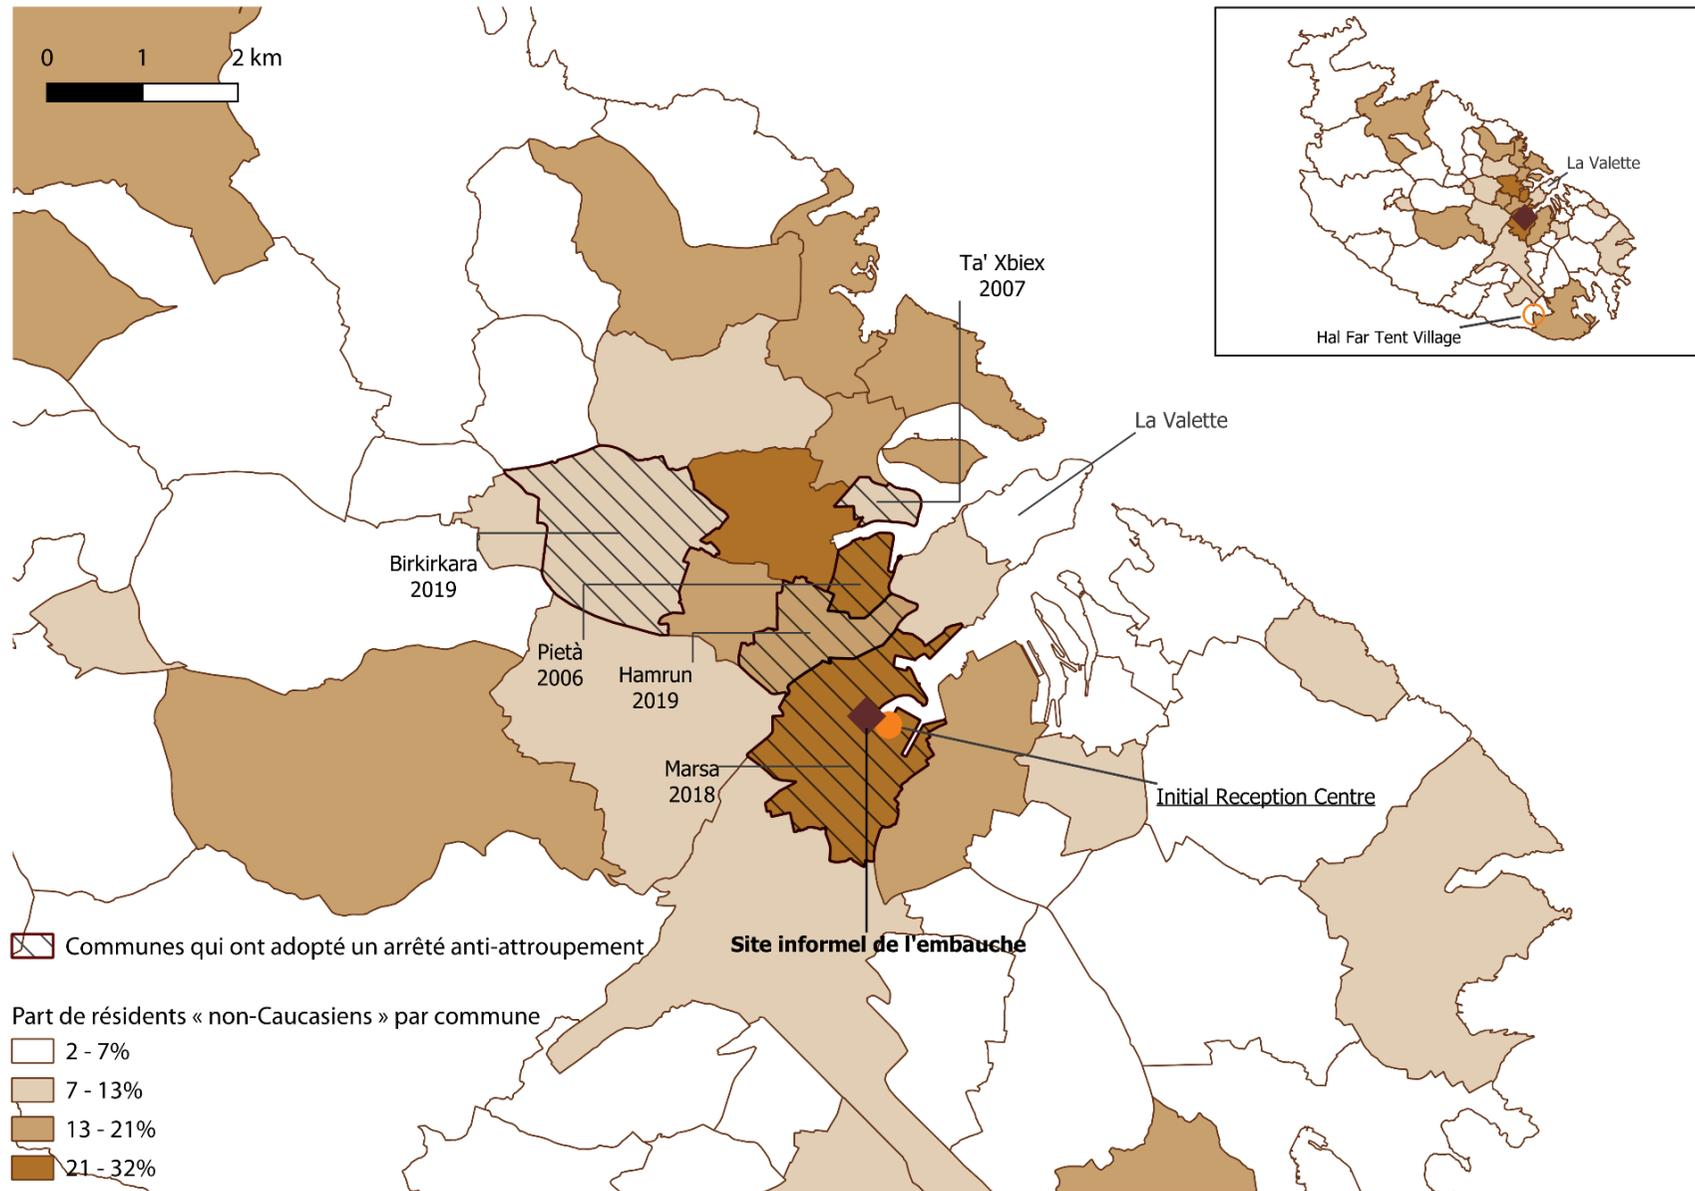 0 1 2 km
La Valette
Hal Far Tent Village
Ta' Xbiex
2007
La Valette
Birkirkara
2019
Pietà
2006
Hamrun
2019
Marsa
2018
Initial Reception Centre
Site informel de l'embauche
Communes qui ont adopté un arrêté anti-attroupement
Part de résidents « non-Caucasiens » par commune
2 - 7%
7 - 13%
13 - 21%
21 - 32%